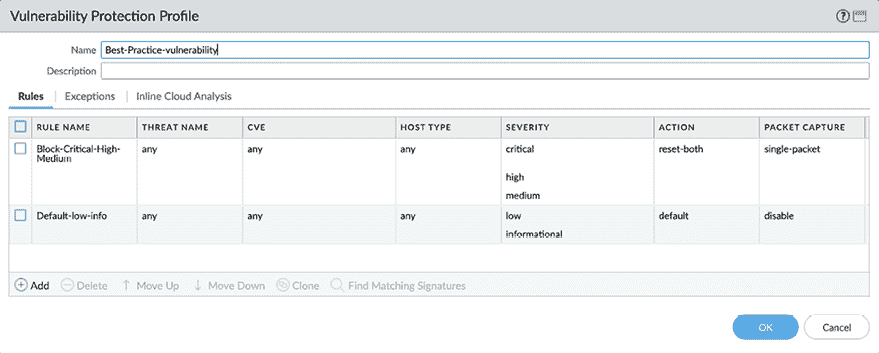 Vulnerability Protection Profile
Name Best-Practice-vulnerability
Description
Rules Exceptions Inline Cloud Analysis
RULE NAME THREAT NAME CVE HOST TYPE SEVERITY ACTION PACKET CAPTURE
Block-Critical-High- any any any critical reset-both single-packet
Medium
high
medium
Default-low-info any any any low default disable
informational
Add Delete Move Up Move Down Clone Find Matching Signatures
OK Cancel